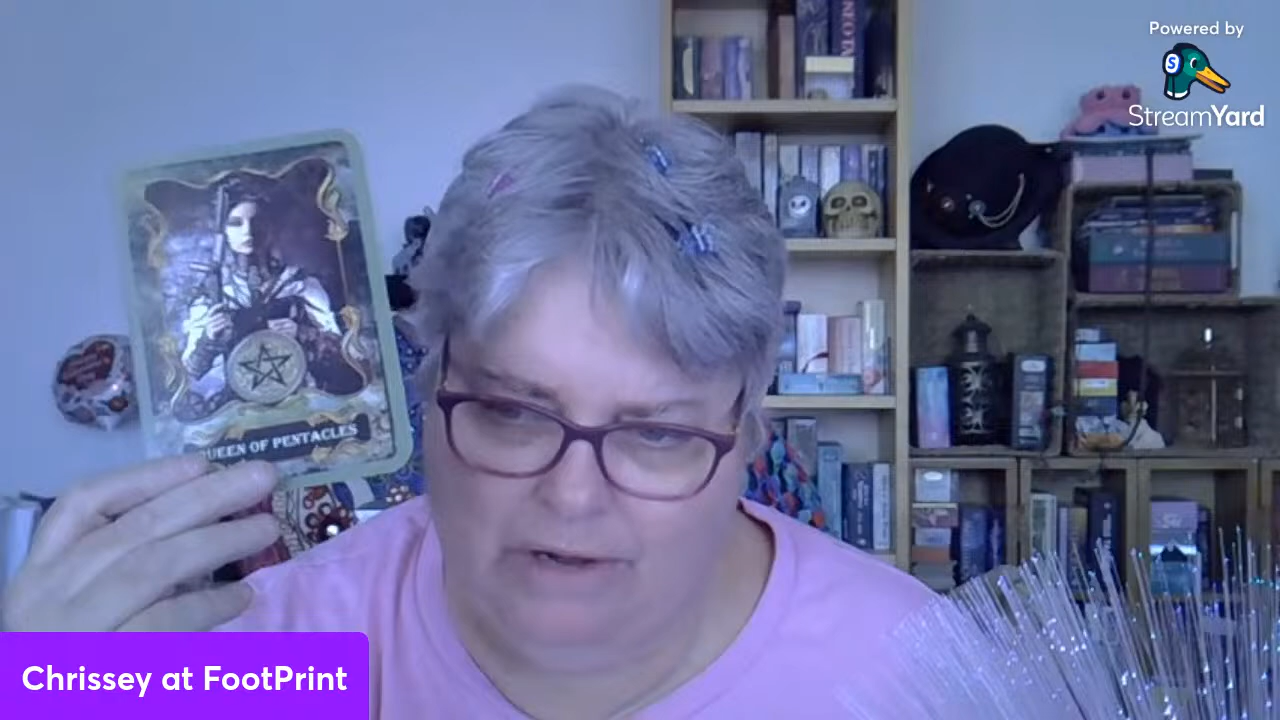 Powered by
StreamYard
QUEEN OF PENTACLES
Chrissey at FootPrint